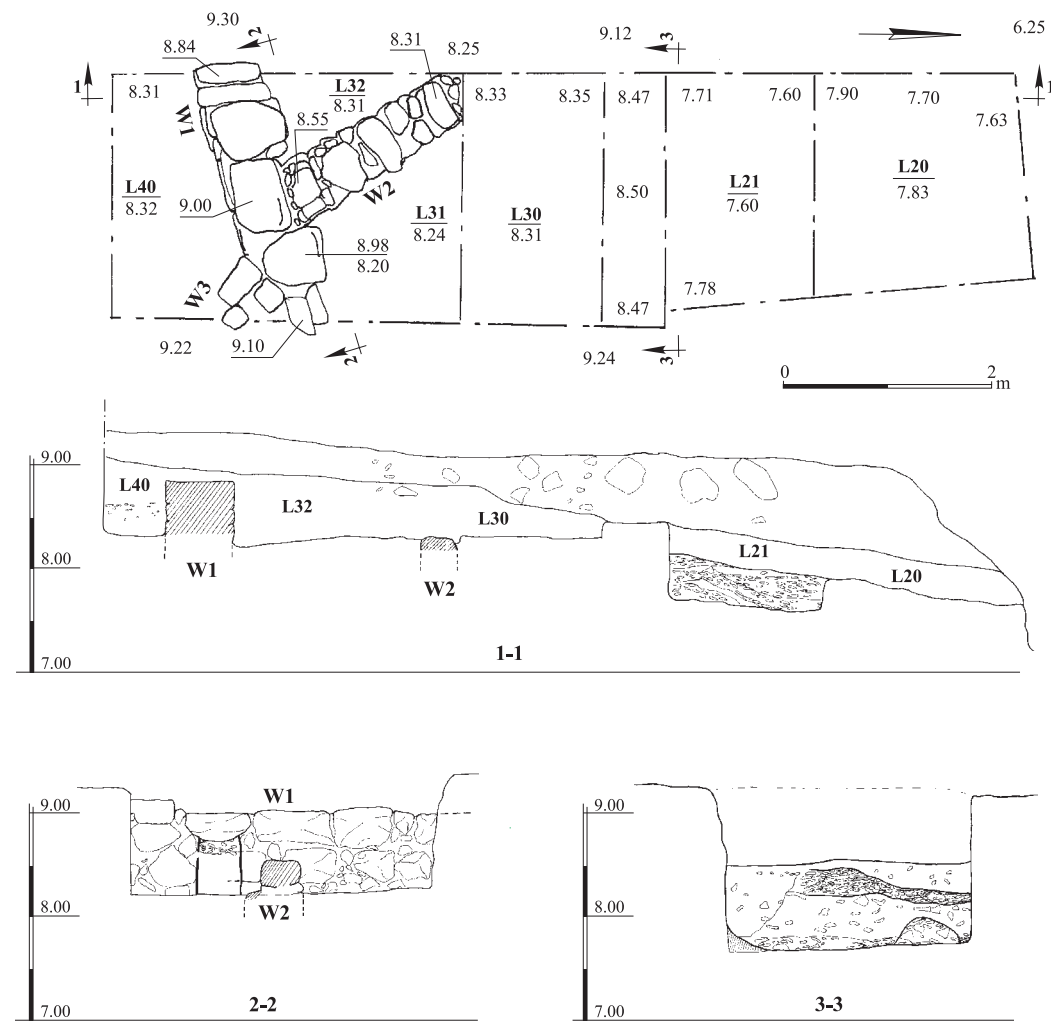 9.30
2
8.84
8.31
8.25
9.12
3
6.25
1
8.31
L32
8.31
8.33
8.35
8.47
7.71
7.60
7.90
7.70
1
7.63
W1
8.55
L40
8.32
9.00
W2
L31
8.24
L30
8.31
8.50
L21
7.60
L20
7.83
8.98
8.20
W3
7.78
8.47
9.22
9.10
2
9.24
3
0
2
m
9.00
L40
L32
L30
L21
L20
8.00
W1
W2
7.00
1-1
9.00
W1
8.00
W2
7.00
2-2
9.00
8.00
7.00
3-3